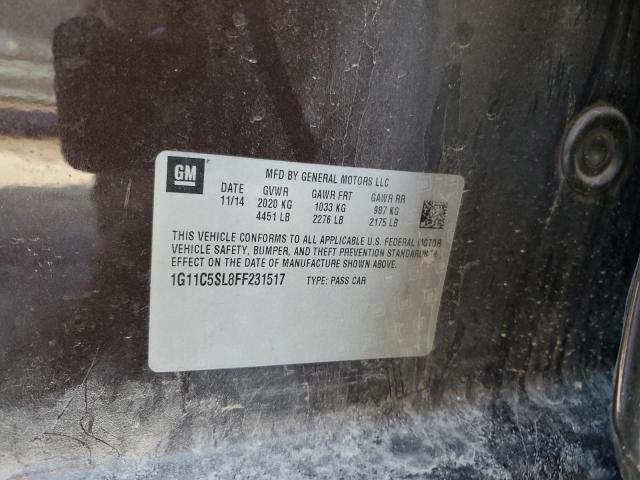 GM
MFD BY GENERAL MOTORS LLC
DATE GVWR GAWR FRT GAWR RR
11/14 2020 KG 1033 KG 987 KG
4451 LB 2276 LB 2175 LB
THIS VEHICLE CONFORMS TO ALL APPLICABLE U.S. FEDERAL MOTOR
VEHICLE SAFETY, BUMPER, AND THEFT PREVENTION STANDARDS IN
EFFECT ON THE DATE OF MANUFACTURE SHOWN ABOVE.
1G11C5SL8FF231517 TYPE: PASS CAR